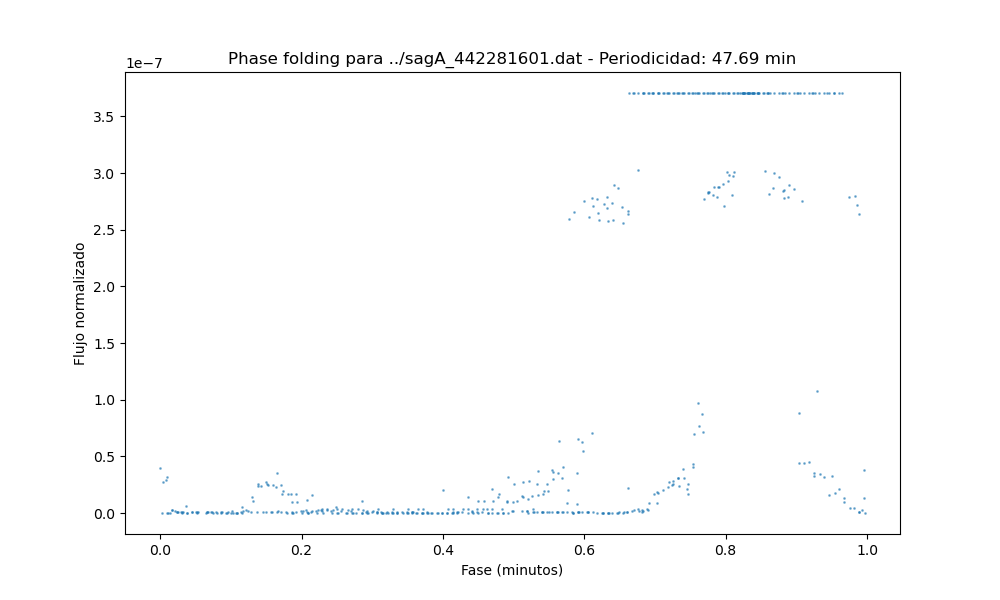 Phase folding para ../sagA_442281601.dat - Periodicidad: 47.69 min
1e−7
3.5
3.0
2.5
2.0
1.5
1.0
0.5
0.0
Flujo normalizado
0.0 0.2 0.4 0.6 0.8 1.0
Fase (minutos)